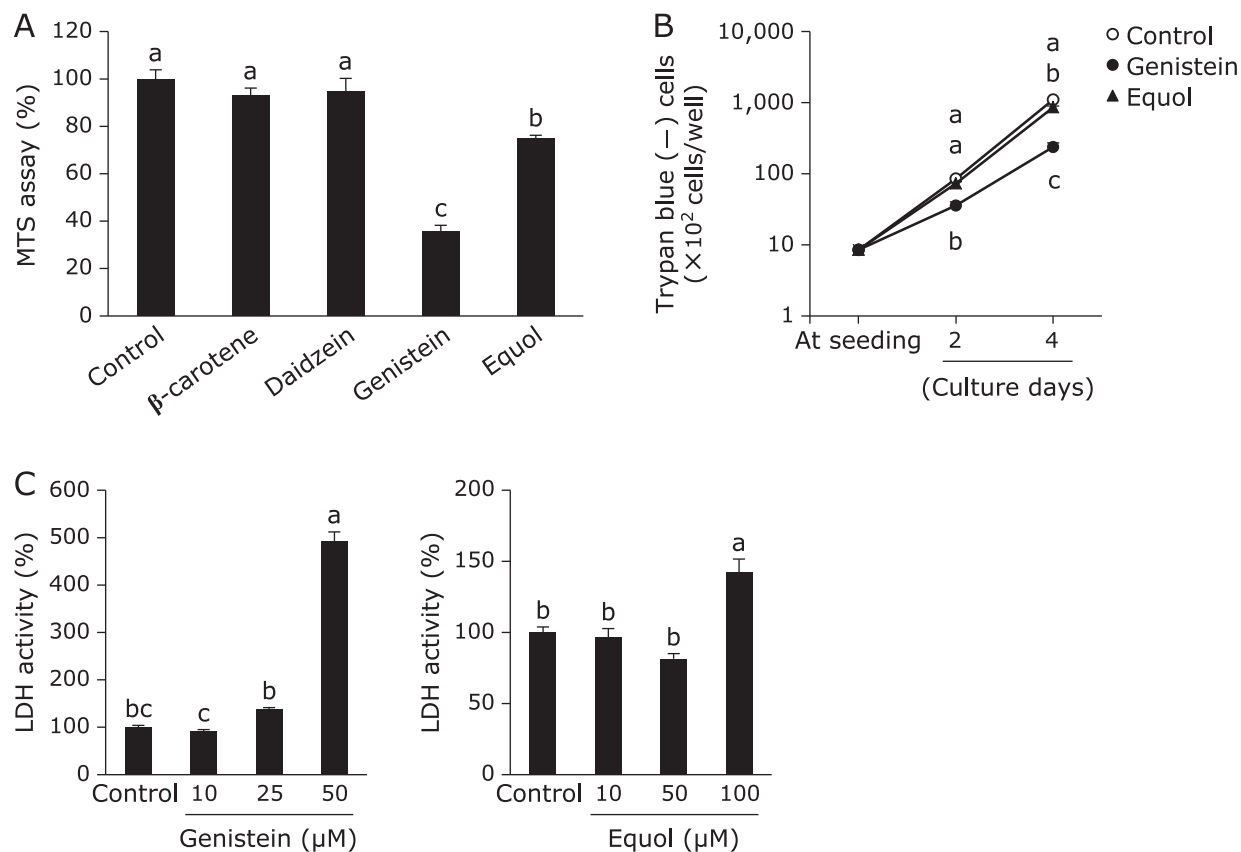 A
120
100
80
60
40
20
0
MTS assay (%)
a
a
a
c
b
Control
β-carotene
Daidzein
Genistein
Equol
B
10,000
1,000
100
10
1
Trypan blue (—) cells
(×10² cells/well)
a
a
b
a
b
c
At seeding
2
4
(Culture days)
Control
Genistein
Equol
C
600
500
400
300
200
100
0
LDH activity (%)
bc
c
b
a
Control
10
25
50
Genistein (µM)
200
150
100
50
0
LDH activity (%)
b
b
b
a
Control
10
50
100
Equol (µM)